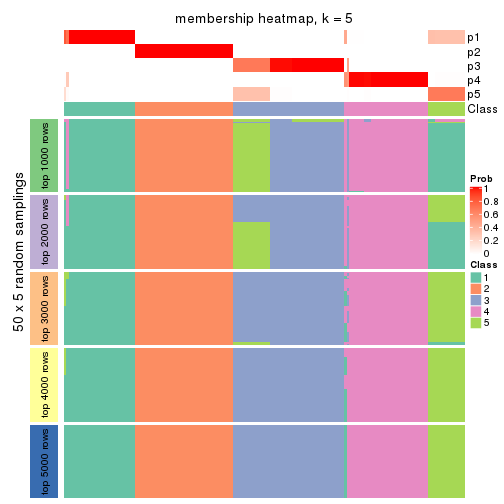 membership heatmap, k = 5
p1
p2
p3
p4
p5
Class
50 x 5 random samplings
top 1000 rows
top 2000 rows
top 3000 rows
top 4000 rows
top 5000 rows
Prob
1
0.8
0.6
0.4
0.2
0
Class
1
2
3
4
5